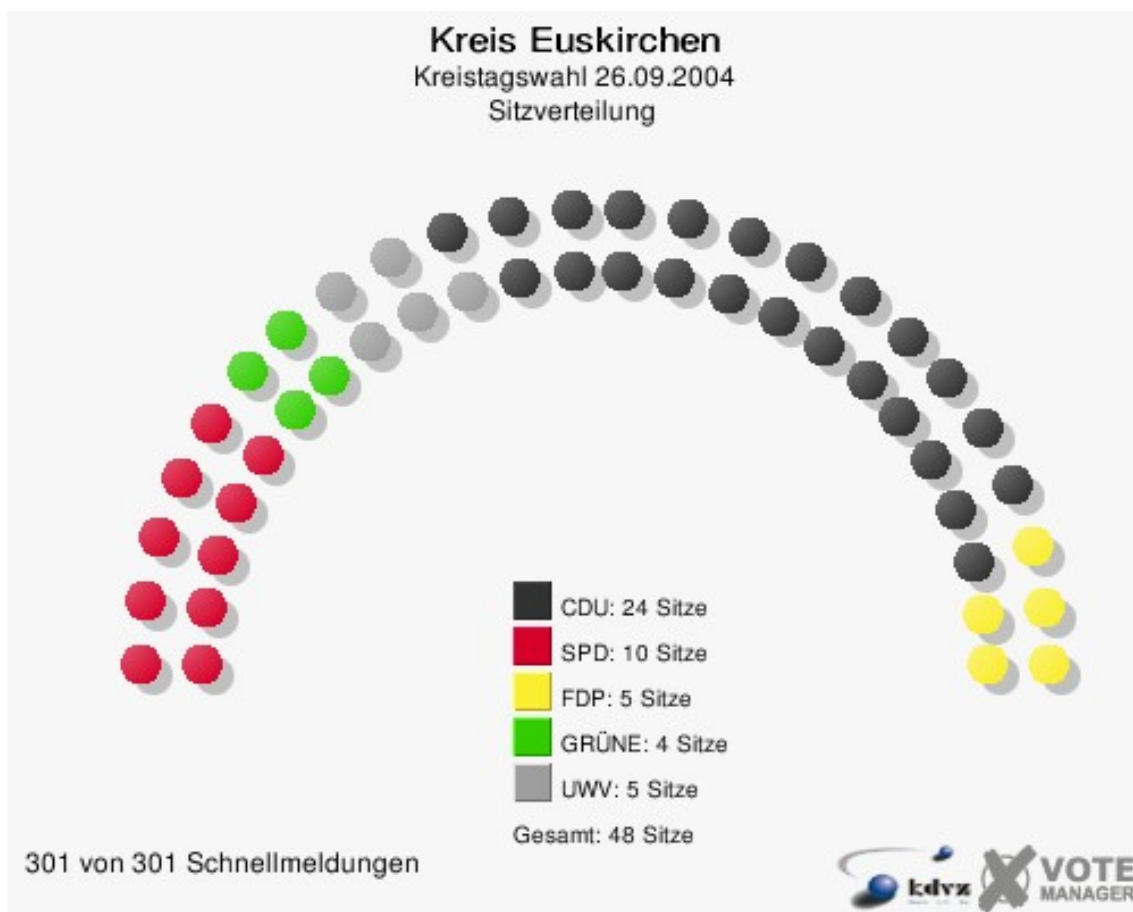 Kreis Euskirchen
Kreistagswahl 26.09.2004
Sitzverteilung
CDU: 24 Sitze
SPD: 10 Sitze
FDP: 5 Sitze
GRÜNE: 4 Sitze
UWV: 5 Sitze
Gesamt: 48 Sitze
301 von 301 Schnellmeldungen
kdvz
VOTE
MANAGER